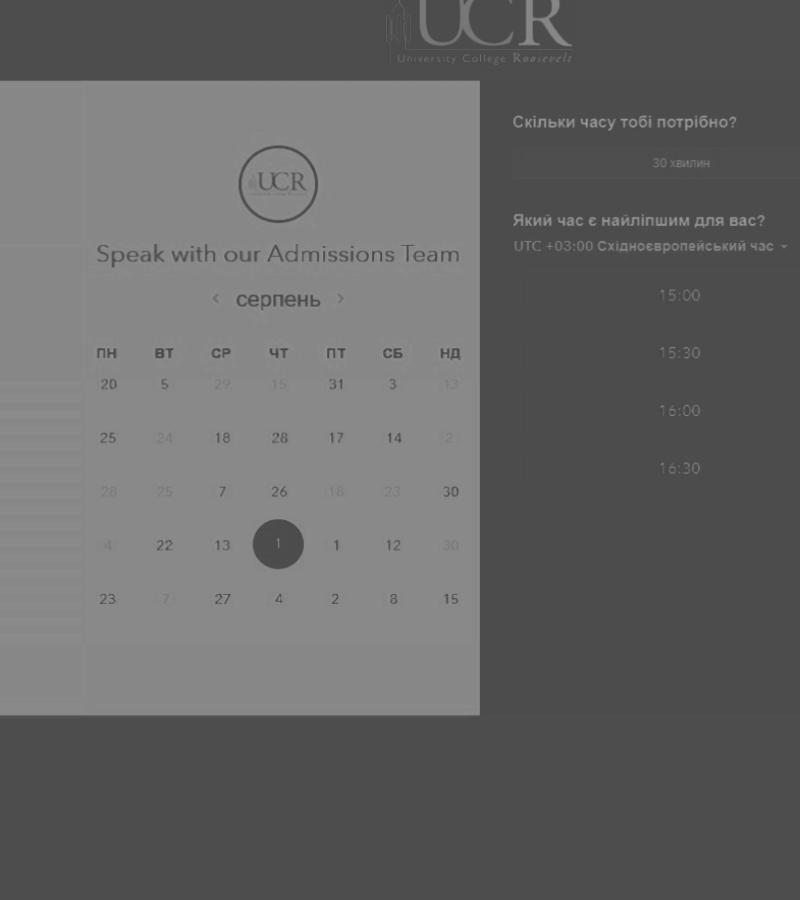 UCR
University College Roosevelt
UCR
Speak with our Admissions Team
серпень
ПН ВТ СР ЧТ ПТ СБ НД
20 5 29 15 31 3 13
25 24 18 28 17 14 2
28 25 7 26 18 23 30
4 22 13 1 1 12 30
23 7 27 4 2 8 15
Скільки часу тобі потрібно?
30 хвилин
Який час є найліпшим для вас?
UTC +03:00 Східноєвропейський час
15:00
15:30
16:00
16:30